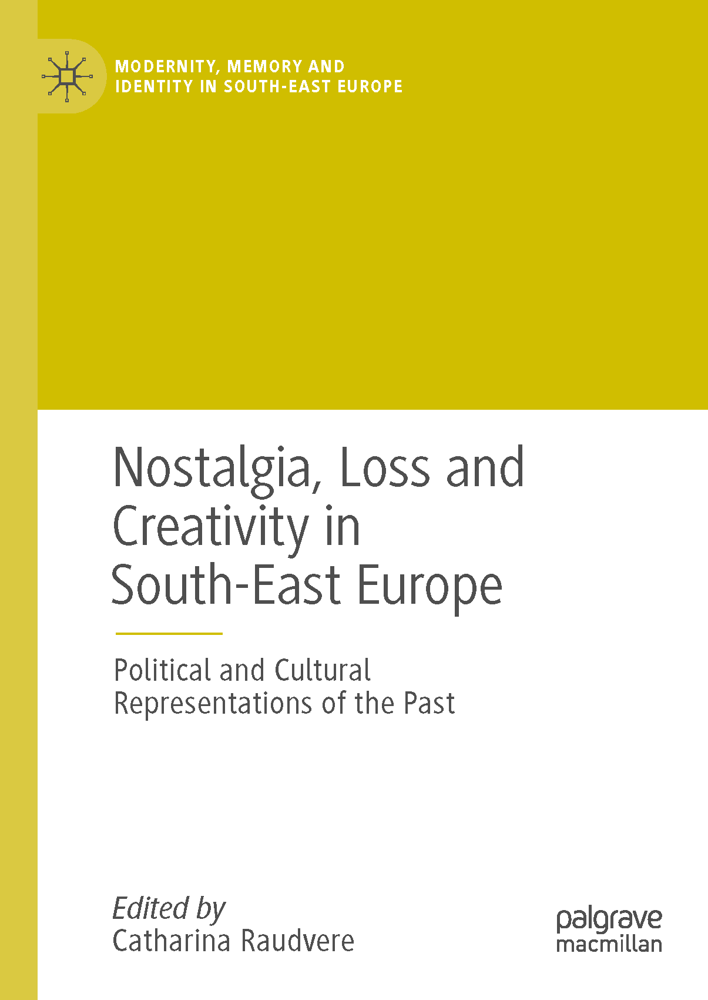 MODERNITY, MEMORY AND
IDENTITY IN SOUTH-EAST EUROPE
Nostalgia, Loss and
Creativity in
South-East Europe
Political and Cultural
Representations of the Past
Edited by
Catharina Raudvere
palgrave
macmillan